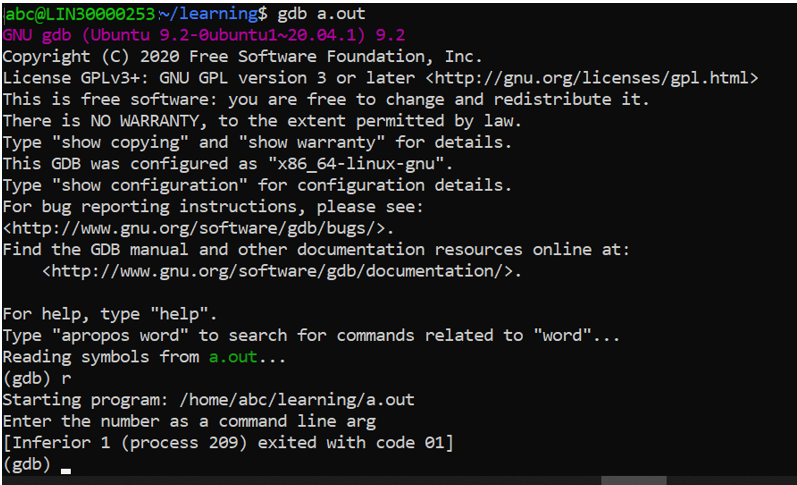 abc@LIN30000253:~/learning$ gdb a.out
GNU gdb (Ubuntu 9.2-0ubuntu1~20.04.1) 9.2
Copyright (C) 2020 Free Software Foundation, Inc.
License GPLv3+: GNU GPL version 3 or later <http://gnu.org/licenses/gpl.html>
This is free software: you are free to change and redistribute it.
There is NO WARRANTY, to the extent permitted by law.
Type "show copying" and "show warranty" for details.
This GDB was configured as "x86_64-linux-gnu".
Type "show configuration" for configuration details.
For bug reporting instructions, please see:
<http://www.gnu.org/software/gdb/bugs/>.
Find the GDB manual and other documentation resources online at:
    <http://www.gnu.org/software/gdb/documentation/>.

For help, type "help".
Type "apropos word" to search for commands related to "word"...
Reading symbols from a.out...
(gdb) r
Starting program: /home/abc/learning/a.out
Enter the number as a command line arg
[Inferior 1 (process 209) exited with code 01]
(gdb)